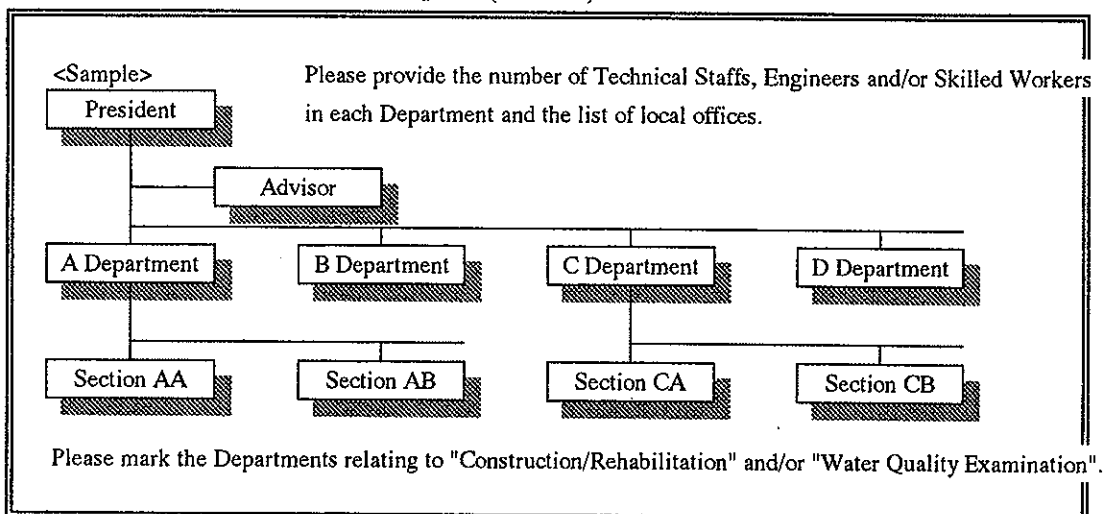 <Sample>
Please provide the number of Technical Staffs, Engineers and/or Skilled Workers
in each Department and the list of local offices.
President
Advisor
A Department
B Department
C Department
D Department
Section AA
Section AB
Section CA
Section CB
Please mark the Departments relating to "Construction/Rehabilitation" and/or "Water Quality Examination".